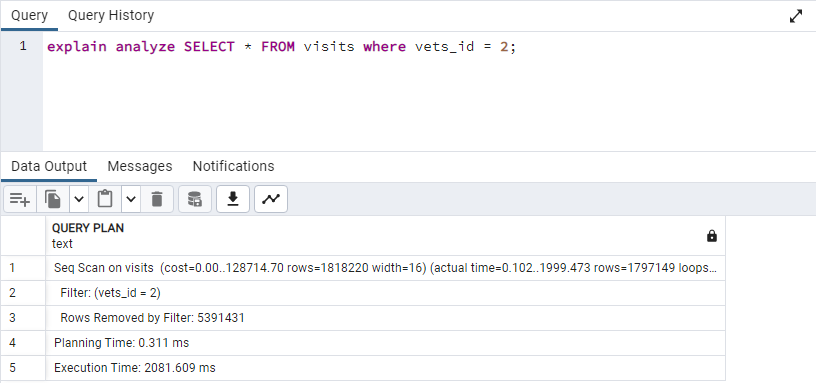 Query Query History
1 explain analyze SELECT * FROM visits where vets_id = 2;
Data Output Messages Notifications
QUERY PLAN
text
1 Seq Scan on visits (cost=0.00..128714.70 rows=1818220 width=16) (actual time=0.102..1999.473 rows=1797149 loops...
2 Filter: (vets_id = 2)
3 Rows Removed by Filter: 5391431
4 Planning Time: 0.311 ms
5 Execution Time: 2081.609 ms